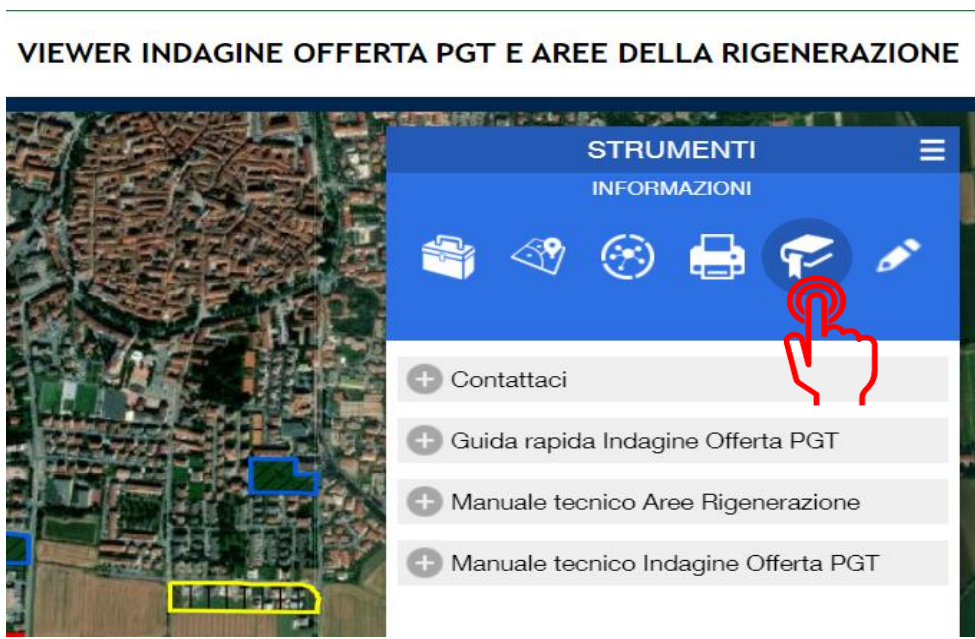 VIEWER INDAGINE OFFERTA PGT E AREE DELLA RIGENERAZIONE
STRUMENTI
INFORMAZIONI
Contattaci
Guida rapida Indagine Offerta PGT
Manuale tecnico Aree Rigenerazione
Manuale tecnico Indagine Offerta PGT